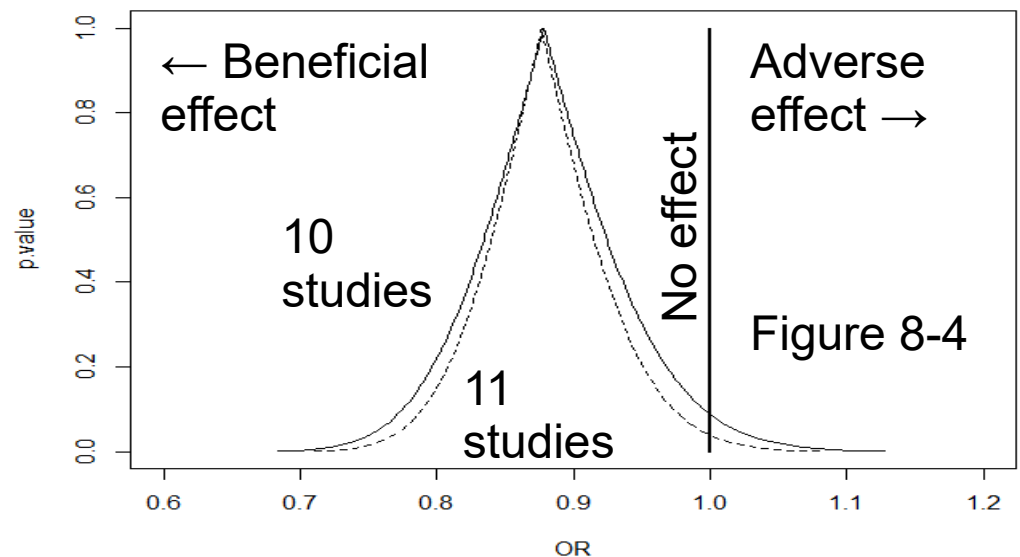 ← Beneficial
effect
Adverse
effect →
No effect
10
studies
11
studies
Figure 8-4
p.value
1.0
0.8
0.6
0.4
0.2
0.0
0.6
0.7
0.8
0.9
1.0
1.1
1.2
OR